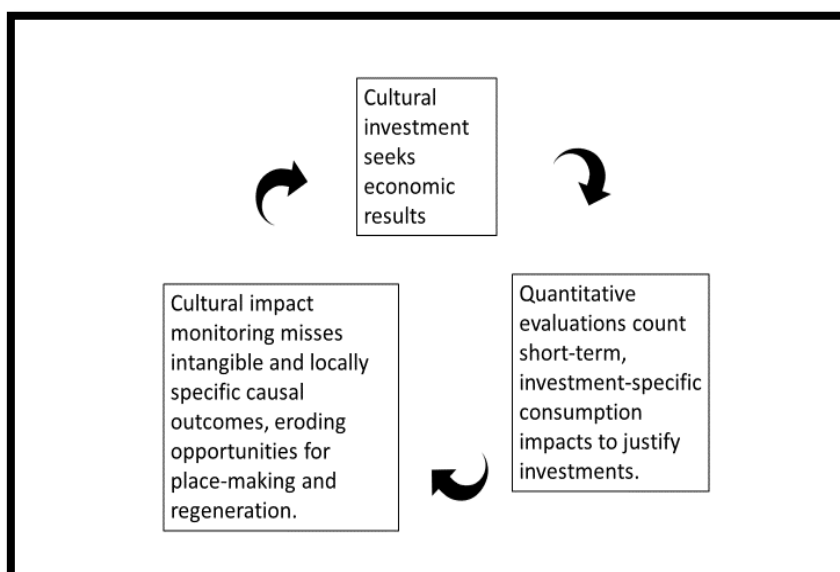 Cultural
investment
seeks
economic
results
Quantitative
evaluations count
short-term,
investment-specific
consumption
impacts to justify
investments.
Cultural impact
monitoring misses
intangible and locally
specific causal
outcomes, eroding
opportunities for
place-making and
regeneration.